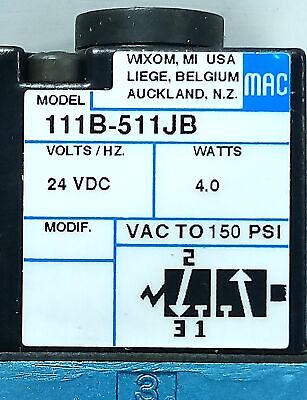 WIXOM, MI USA
LIEGE, BELGIUM
AUCKLAND, N.Z.
MAC
MODEL
111B-511JB
VOLTS/HZ.
WATTS
24 VDC
4.0
MODIF.
VAC TO 150 PSI
2
3 1
3